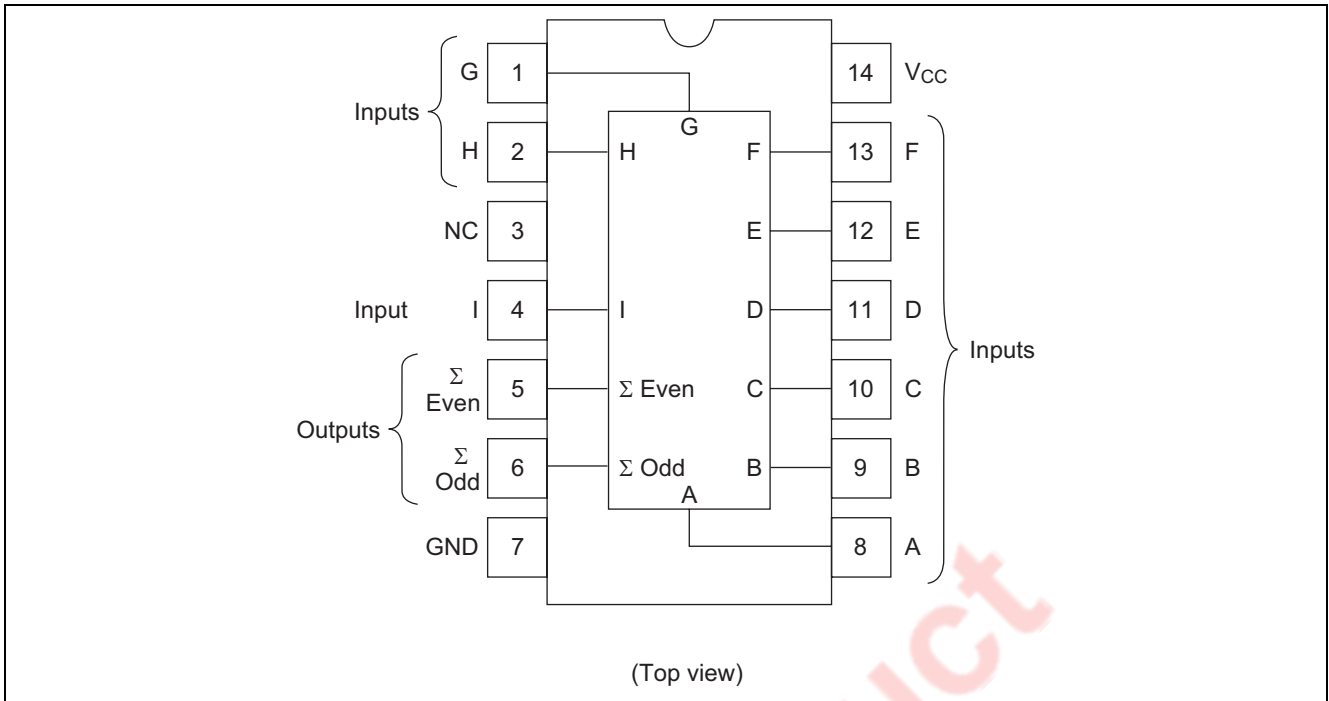 G 1 G 14 VCC
Inputs
H 2 H F 13 F
NC 3 E 12 E
Input I 4 I D 11 D
Inputs
Σ Even 5 Σ Even C 10 C
Outputs
Σ Odd 6 Σ Odd B 9 B
A
GND 7 8 A
(Top view)